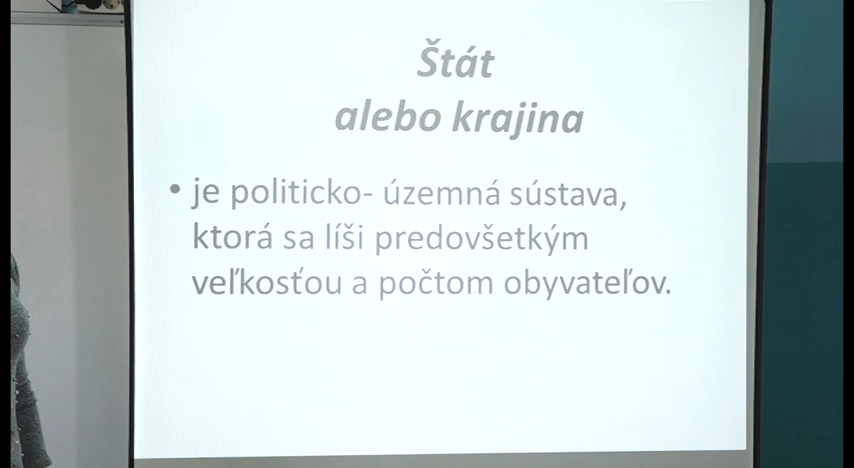 Štát
alebo krajina
• je politicko- územná sústava,
ktorá sa líši predovšetkým
veľkosťou a počtom obyvateľov.